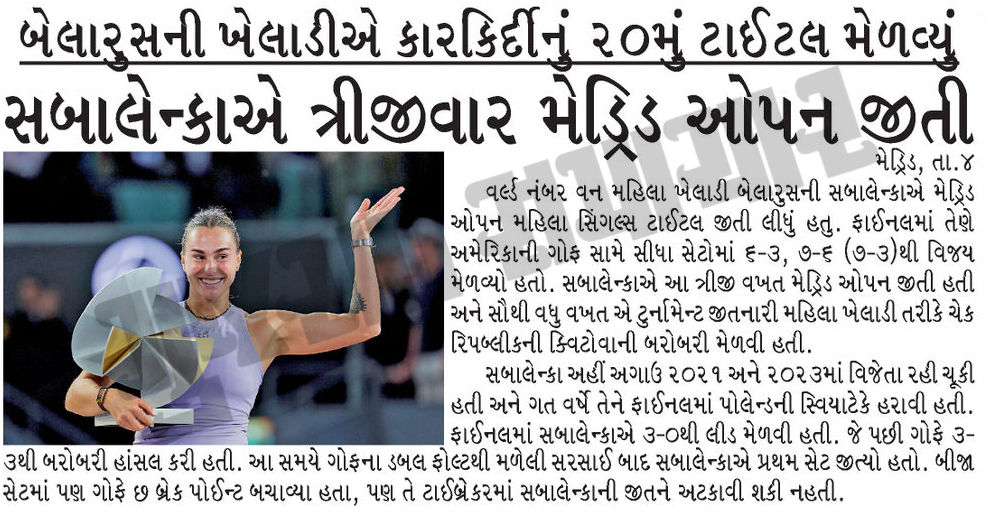 બેલારુસની ખેલાડીએ કારકિર્દીનું ૨૦મું ટાઈટલ મેળવ્યું
સબાલેન્કાએ ત્રીજીવાર મેડ્રિડ ઓપન જીતી
મેડ્રિડ, તા.૪
વર્લ્ડ નંબર વન મહિલા ખેલાડી બેલારુસની સબાલેન્કાએ મેડ્રિડ
ઓપન મહિલા સિંગલ્સ ટાઈટલ જીતી લીધું હતુ. ફાઈનલમાં તેણે
અમેરિકાની ગોફ સામે સીધા સેટોમાં ૬-૩, ૭-૬ (૭-૩)થી વિજય
મેળવ્યો હતો. સબાલેન્કાએ આ ત્રીજી વખત મેડ્રિડ ઓપન જીતી હતી
અને સૌથી વધુ વખત એ ટુર્નામેન્ટ જીતનારી મહિલા ખેલાડી તરીકે ચેક
રિપબ્લીકની ક્વિટોવાની બરોબરી મેળવી હતી.
સબાલેન્કા અહીં અગાઉ ૨૦૨૧ અને ૨૦૨૩માં વિજેતા રહી ચૂકી
હતી અને ગત વર્ષે તેને ફાઈનલમાં પોલેન્ડની સ્વિયાટેકે હરાવી હતી.
ફાઈનલમાં સબાલેન્કાએ ૩-૦થી લીડ મેળવી હતી. જે પછી ગોફે ૩-
૩થી બરોબરી હાંસલ કરી હતી. આ સમયે ગોફના ડબલ ફોલ્ટથી મળેલી સરસાઈ બાદ સબાલેન્કાએ પ્રથમ સેટ જીત્યો હતો. બીજા
સેટમાં પણ ગોફે છ બ્રેક પોઈન્ટ બચાવ્યા હતા, પણ તે ટાઈબ્રેકરમાં સબાલેન્કાની જીતને અટકાવી શકી નહતી.